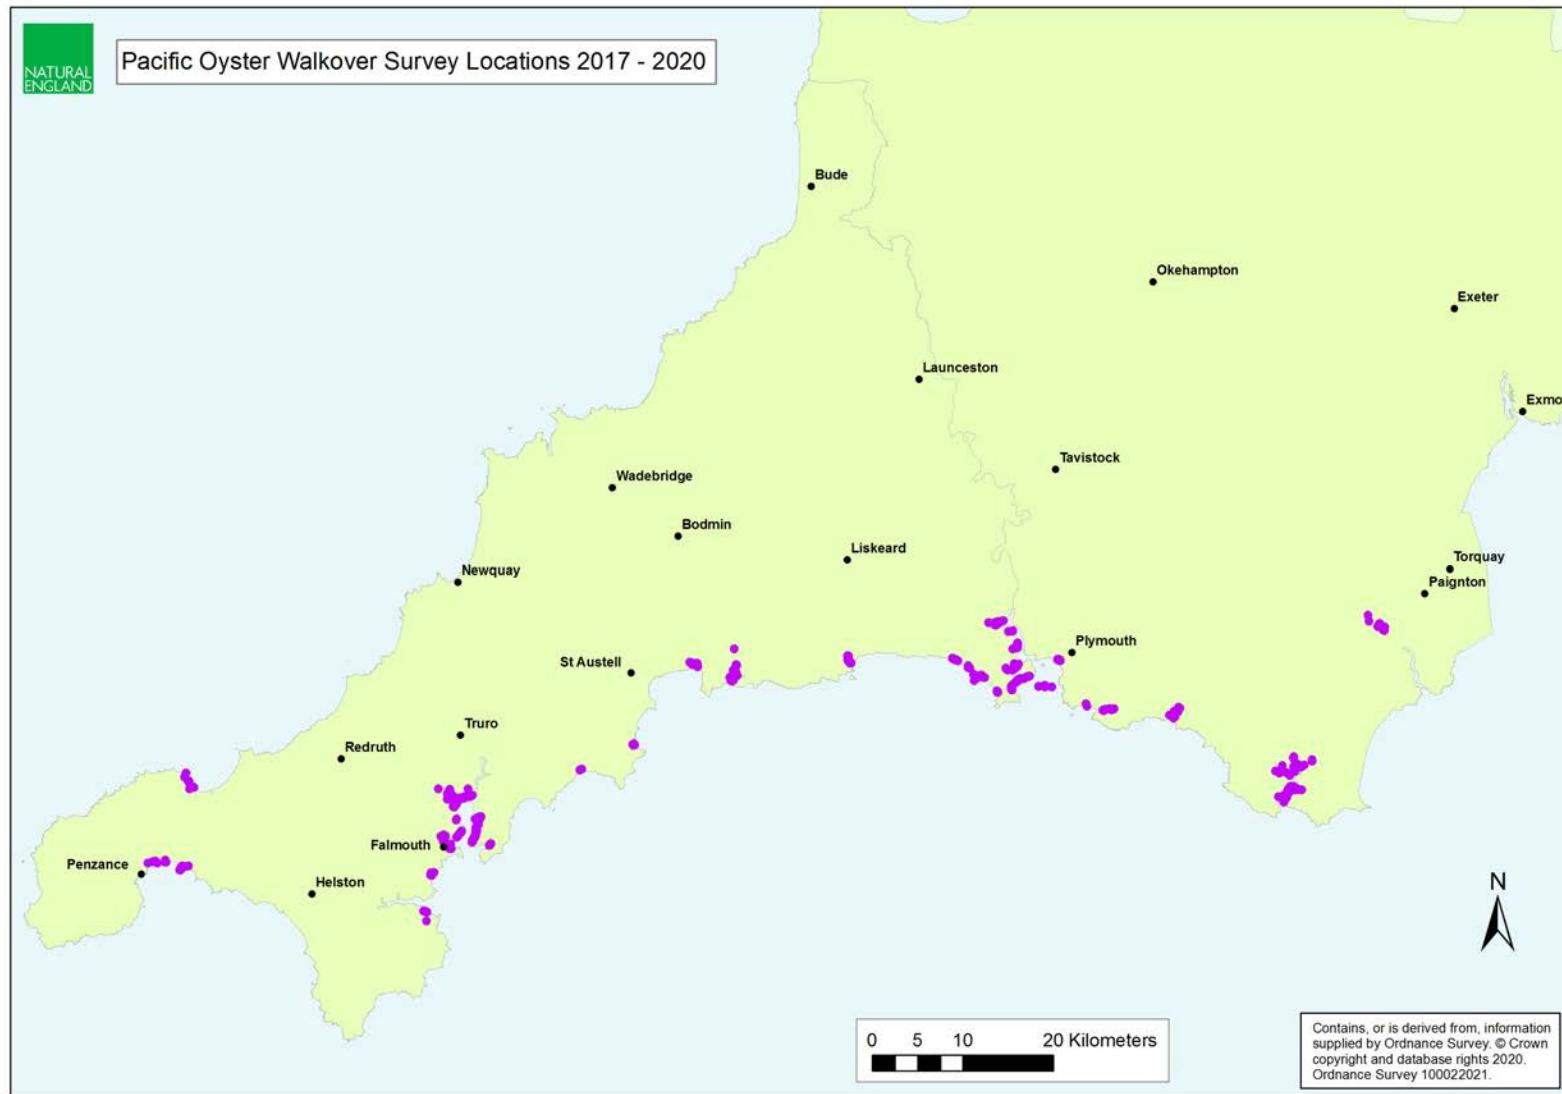 NATURAL
ENGLAND
Pacific Oyster Walkover Survey Locations 2017 - 2020
Bude
Okehampton
Exeter
Launceston
Exmo
Tavistock
Wadebridge
Bodmin
Liskeard
Newquay
Torquay
Paignton
Plymouth
St Austell
Truro
Redruth
Falmouth
Penzance
Helston
N
0 5 10 20 Kilometers
Contains, or is derived from, information
supplied by Ordnance Survey. © Crown
copyright and database rights 2020.
Ordnance Survey 100022021.